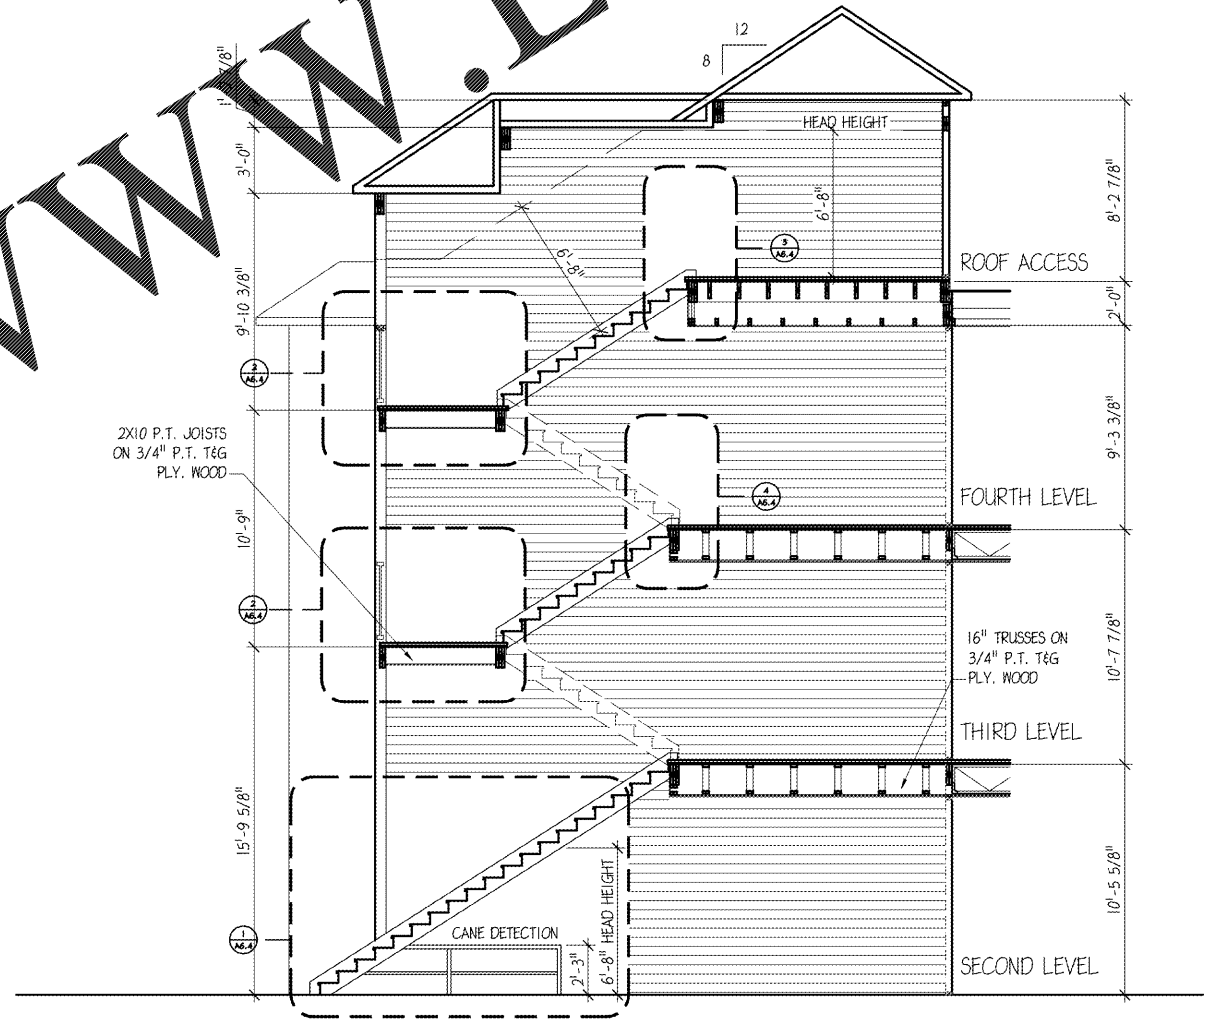 WWW.E
12
8
1'-7/8"
HEAD HEIGHT
3'-0"
6'-8"
8'-2 7/8"
3
A6.4
ROOF ACCESS
6'-8"
9'-10 3/8"
2'-0"
2
A6.4
2X10 P.T. JOISTS
ON 3/4" P.T. T&G
PLY. WOOD
9'-3 3/8"
4
A6.4
FOURTH LEVEL
10'-9"
2
A6.4
16" TRUSSES ON
3/4" P.T. T&G
PLY. WOOD
10'-7 7/8"
THIRD LEVEL
15'-9 5/8"
10'-5 5/8"
1
A6.4
CANE DETECTION
2'-3"
6'-8" HEAD HEIGHT
SECOND LEVEL